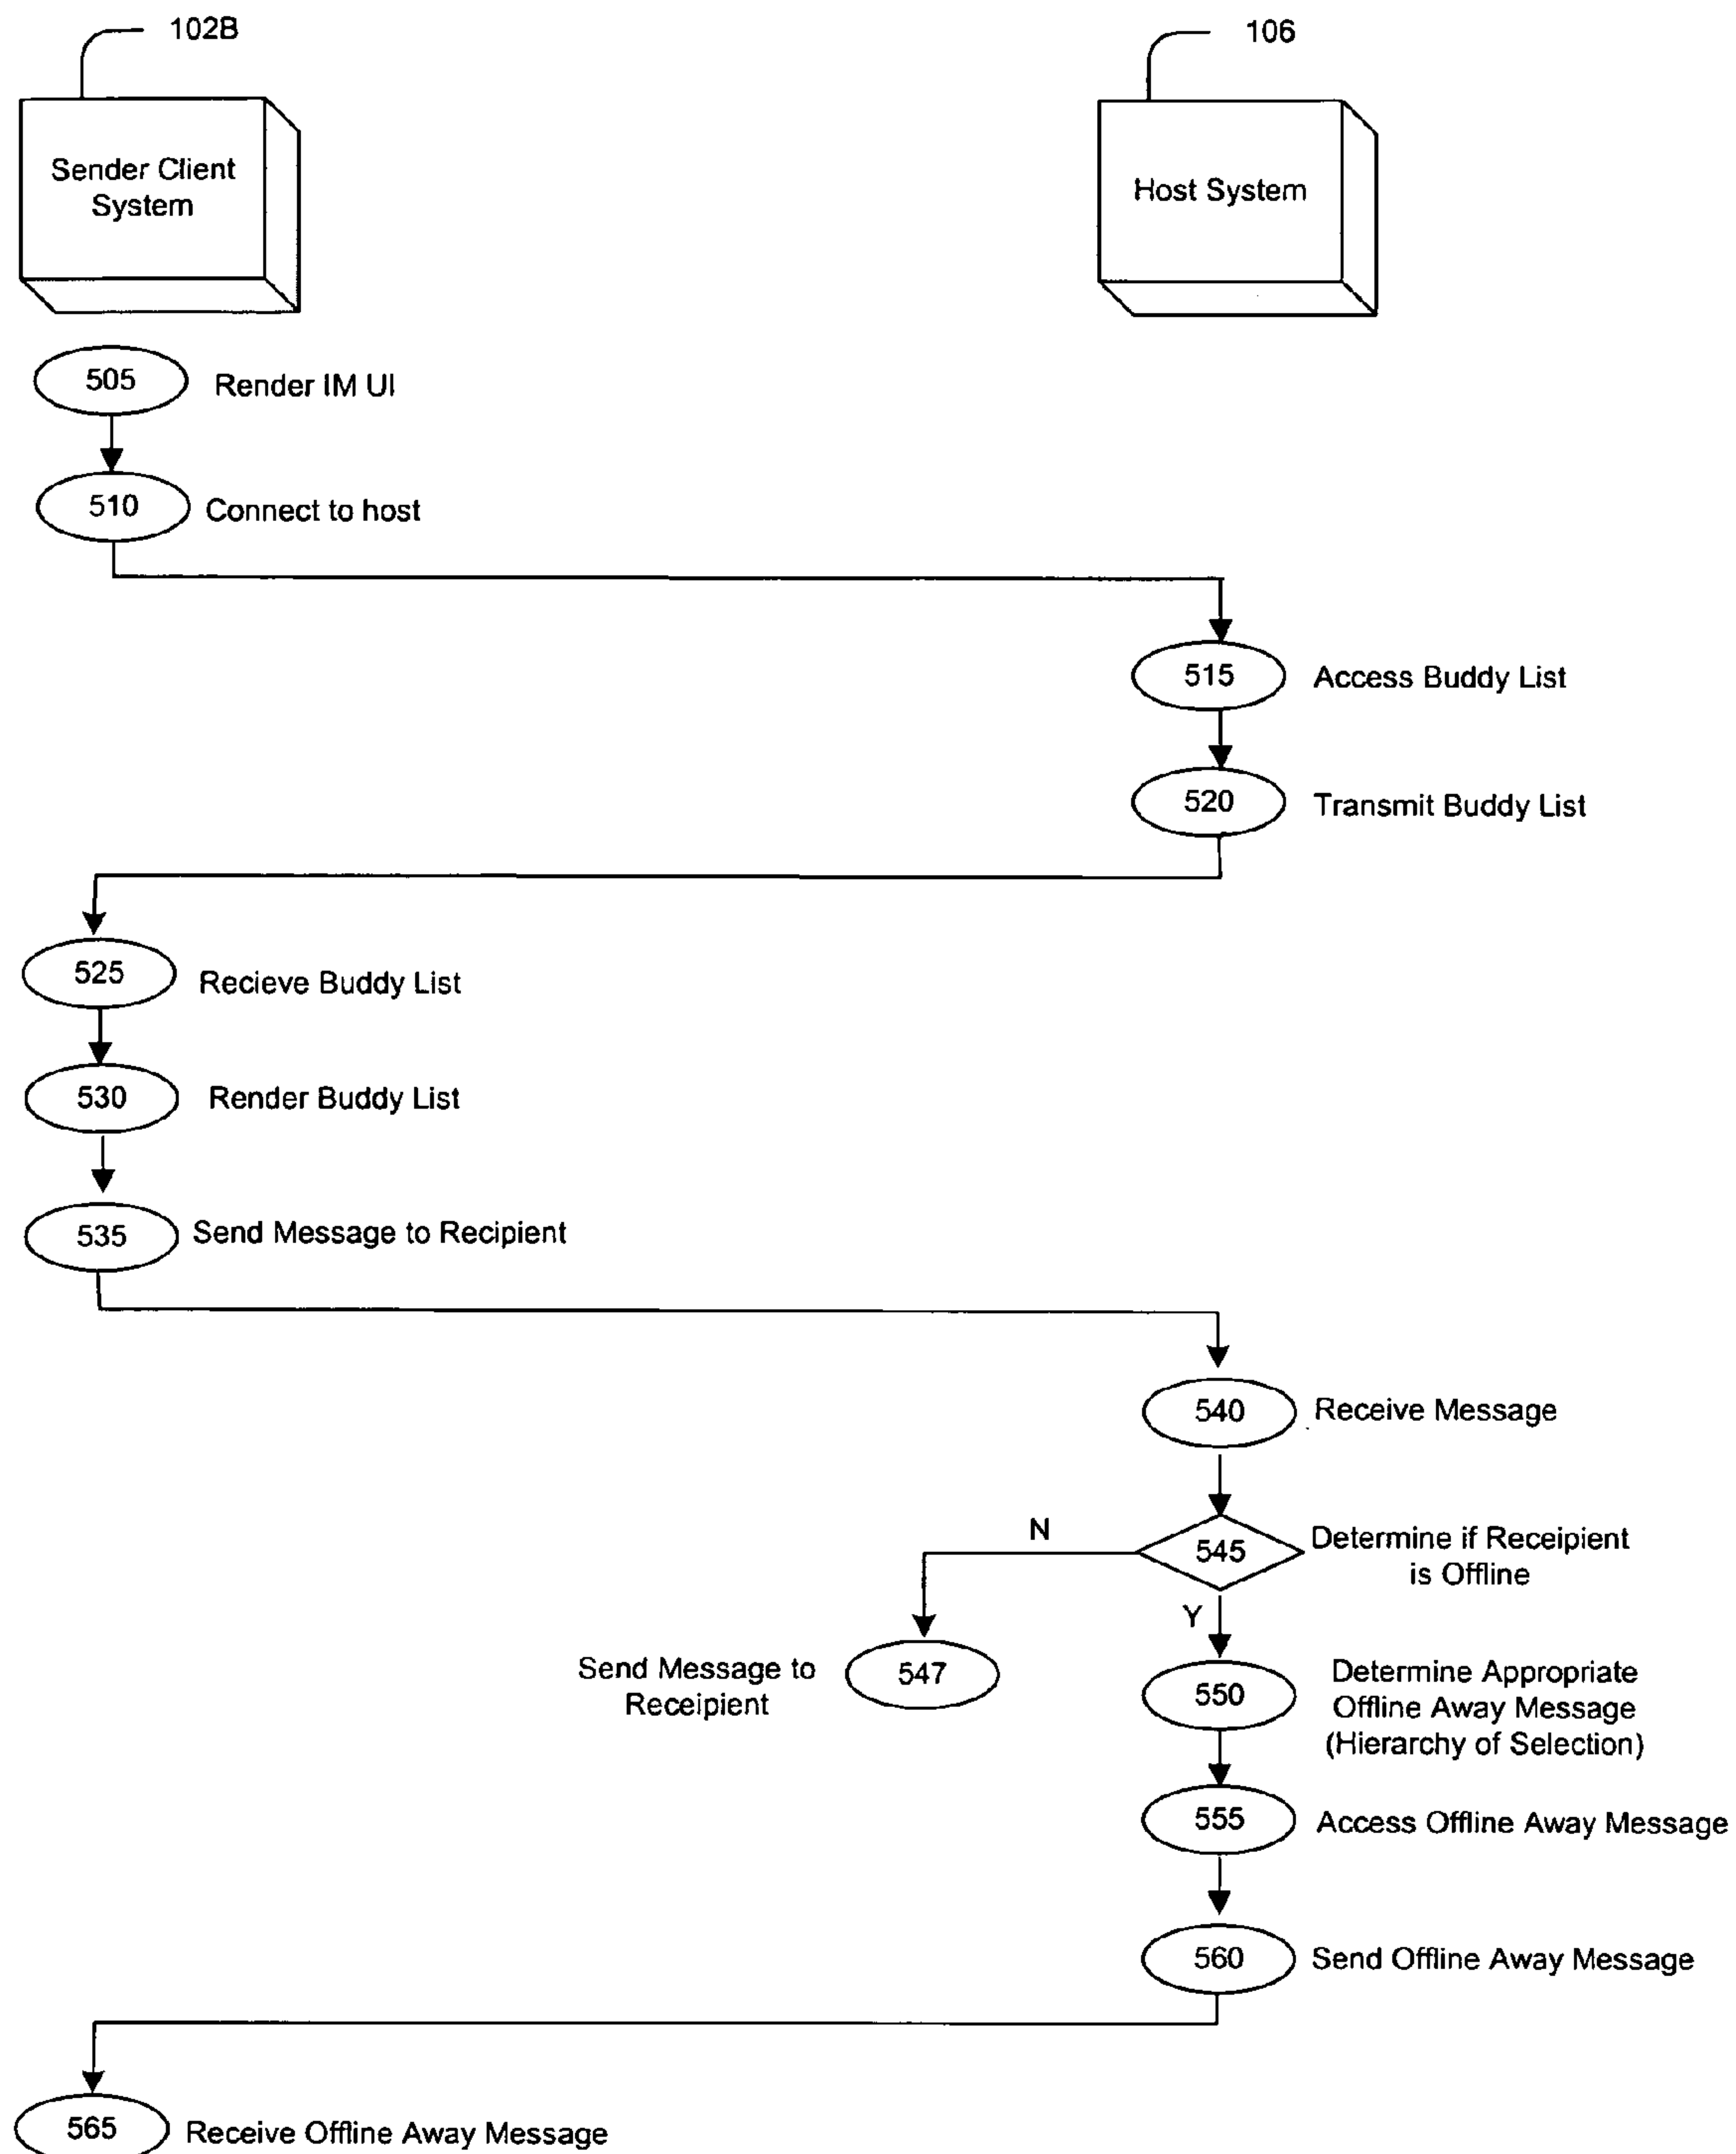 102B
106
Sender Client
System
Host System
505
Render IM UI
510
Connect to host
515
Access Buddy List
520
Transmit Buddy List
525
Recieve Buddy List
530
Render Buddy List
535
Send Message to Recipient
540
Receive Message
N
545
Determine if Receipient
is Offline
Y
Send Message to
Receipient
547
550
Determine Appropriate
Offline Away Message
(Hierarchy of Selection)
555
Access Offline Away Message
560
Send Offline Away Message
565
Receive Offline Away Message